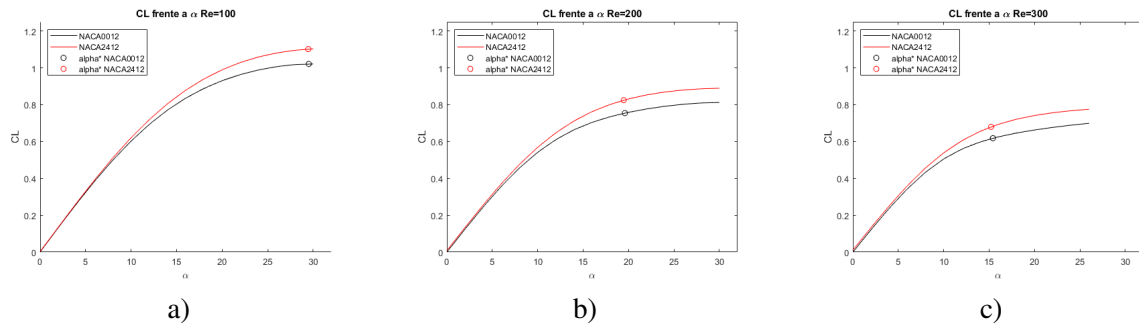 CL frente a α Re=100
NACA0012
NACA2412
alpha* NACA0012
alpha* NACA2412
CL
0
0.2
0.4
0.6
0.8
1
1.2
0 5 10 15 20 25 30
α
a)
CL frente a α Re=200
NACA0012
NACA2412
alpha* NACA0012
alpha* NACA2412
CL
0
0.2
0.4
0.6
0.8
1
1.2
0 5 10 15 20 25 30
α
b)
CL frente a α Re=300
NACA0012
NACA2412
alpha* NACA0012
alpha* NACA2412
CL
0
0.2
0.4
0.6
0.8
1
1.2
0 5 10 15 20 25 30
α
c)